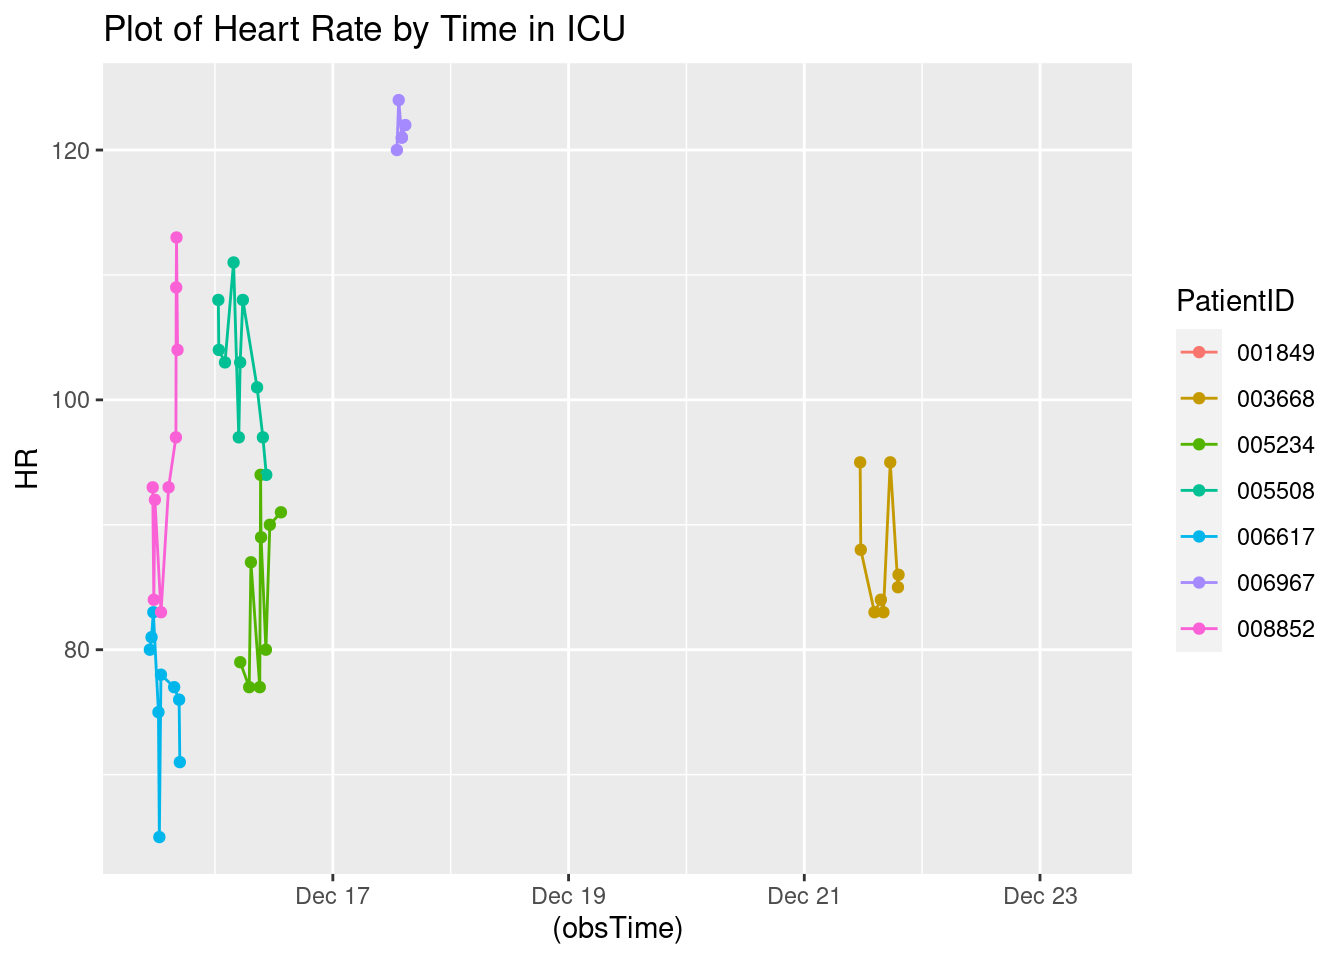 Plot of Heart Rate by Time in ICU
120
100
80
HR
Dec 17
Dec 19
Dec 21
Dec 23
(obsTime)
PatientID
001849
003668
005234
005508
006617
006967
008852